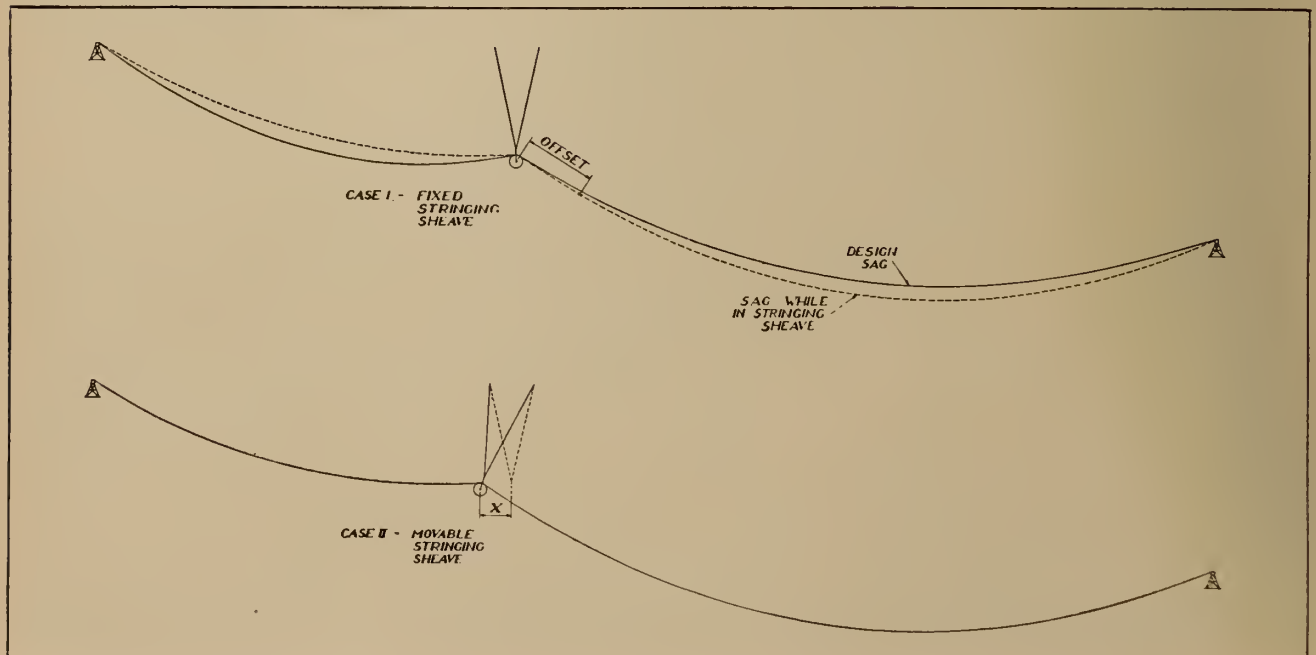 OFFSET
CASE I. - FIXED
STRINGING
SHEAVE
DESIGN
SAG
SAG WHILE
IN STRINGING
SHEAVE
X
CASE II - MOVABLE
STRINGING
SHEAVE